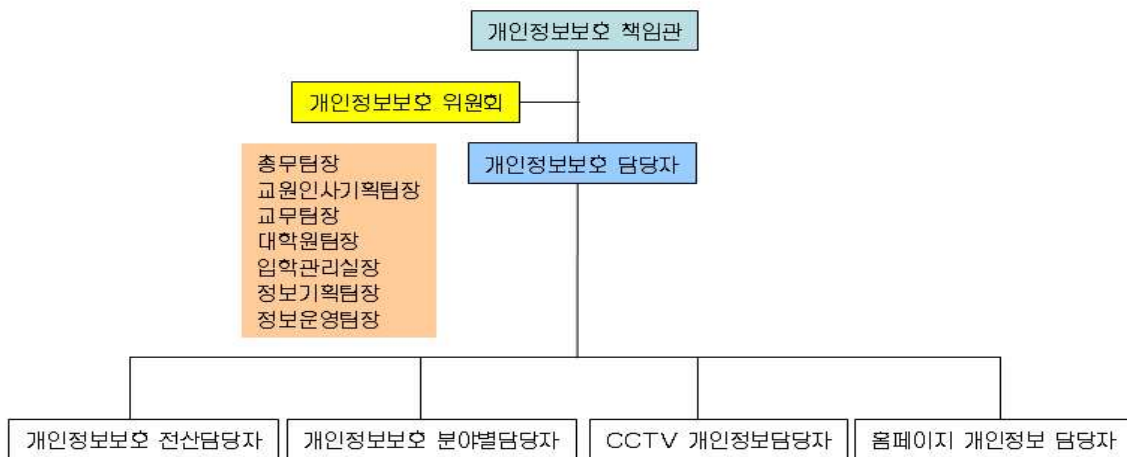 개인정보보호 책임관
개인정보보호 위원회
개인정보보호 담당자
총무팀장
교원인사기획팀장
교무팀장
대학원팀장
입학관리실장
정보기획팀장
정보운영팀장
개인정보보호 전산담당자
개인정보보호 분야별담당자
CCTV 개인정보담당자
홈페이지 개인정보 담당자